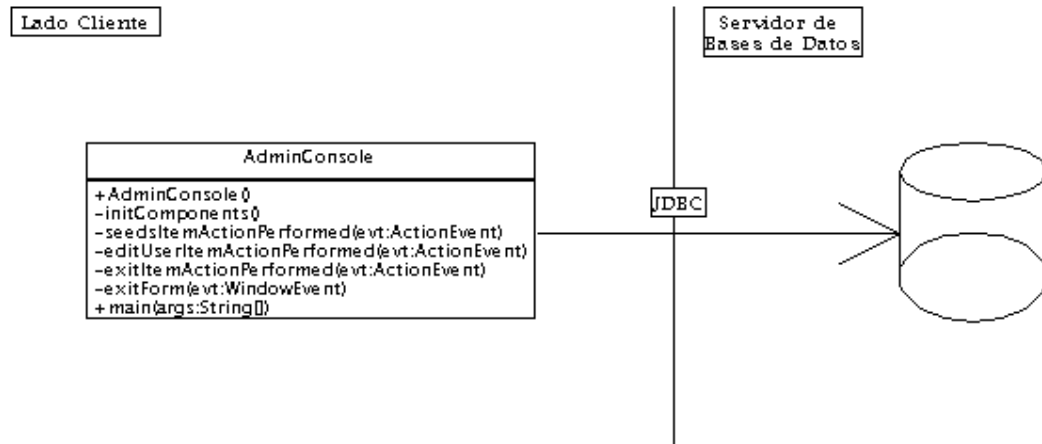 Lado Cliente
Servidor de
Bases de Datos
AdminConsole
+AdminConsole()
-initComponents()
-seedsItemActionPerformed(evt:ActionEvent)
-editUserItemActionPerformed(evt:ActionEvent)
-exitItemActionPerformed(evt:ActionEvent)
-exitForm(evt:WindowEvent)
+main(args:String[])
JDBC